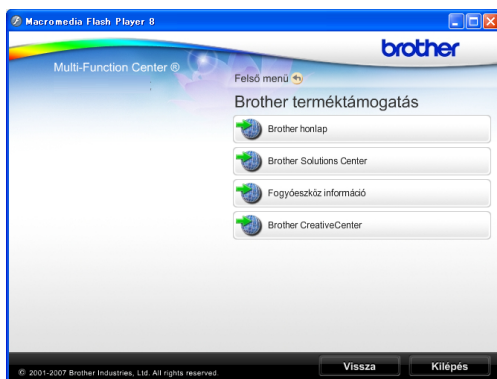 Macromedia Flash Player 8
brother
Multi-Function Center ®
Felső menü
Brother terméktámogatás
Brother honlap
Brother Solutions Center
Fogyóeszköz információ
Brother CreativeCenter
© 2001-2007 Brother Industries, Ltd. All rights reserved.
Vissza
Kilépés